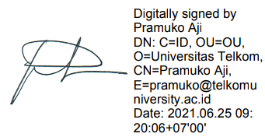 Digitally signed by
Pramuko Aji
DN: C=ID, OU=OU,
O=Universitas Telkom,
CN=Pramuko Aji,
E=pramuko@telkomu
niversity.ac.id
Date: 2021.06.25 09:
20:06+07'00'